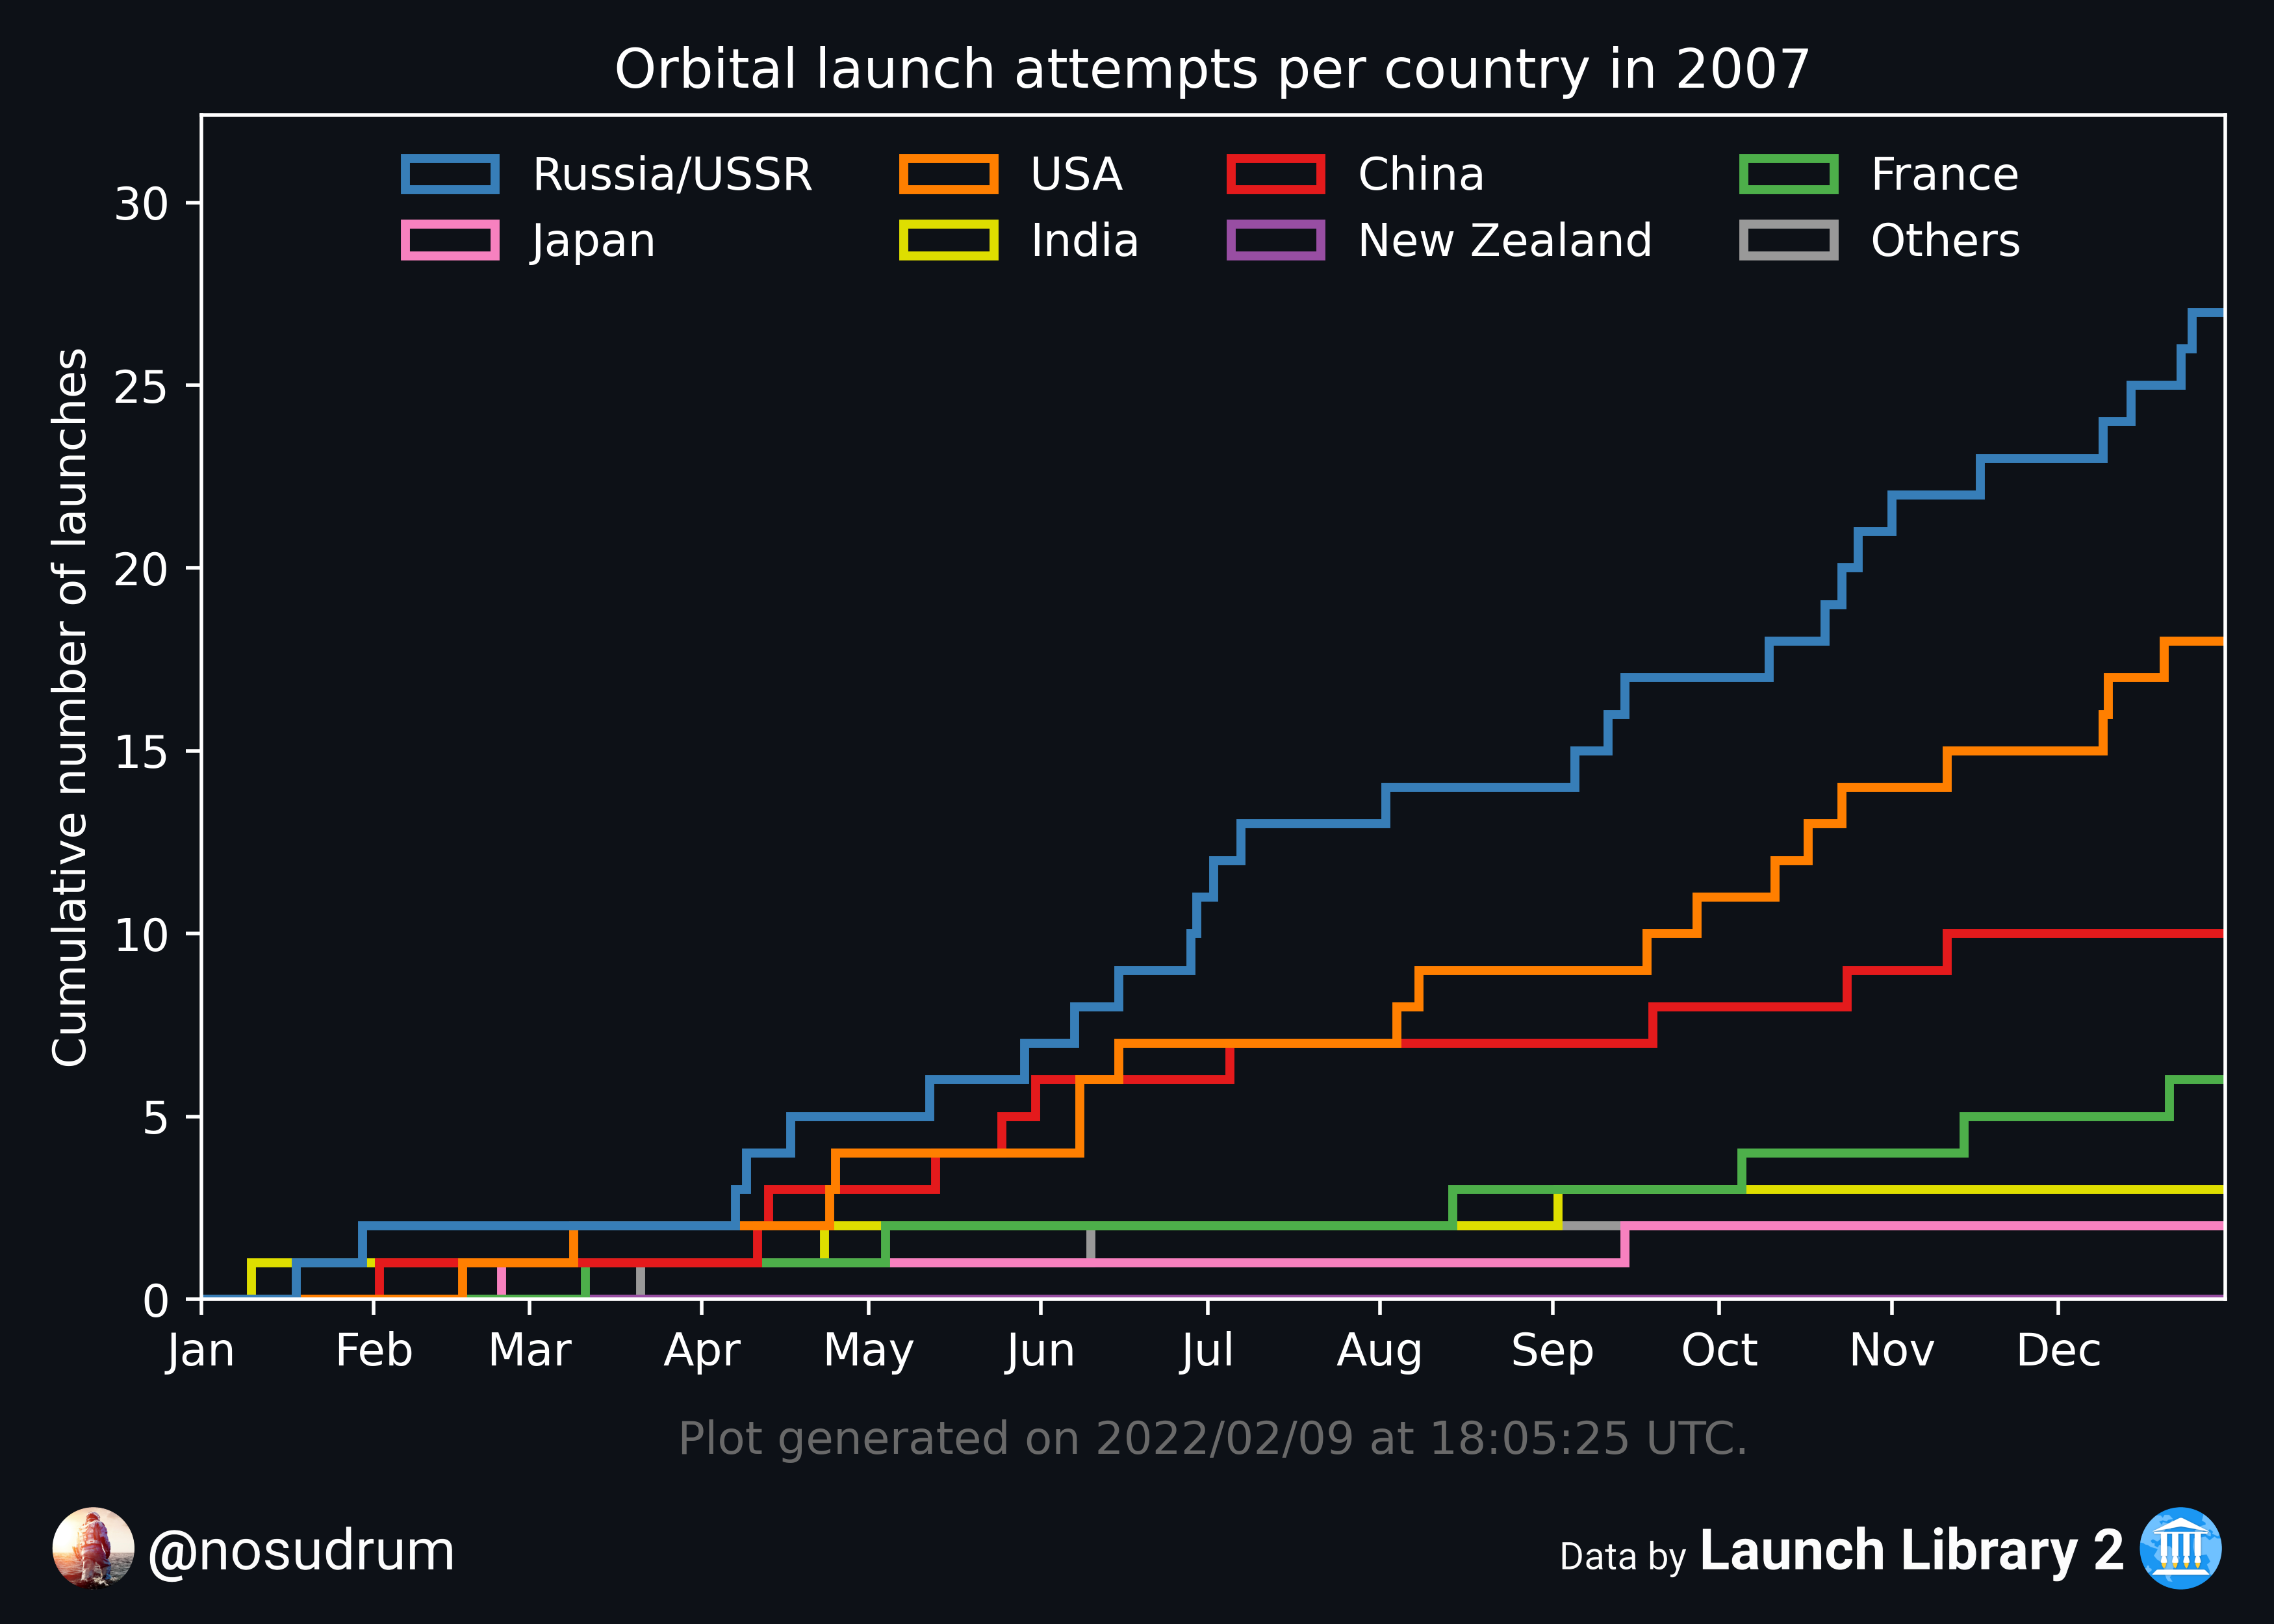 Orbital launch attempts per country in 2007
Russia/USSR USA China France
Japan India New Zealand Others
Cumulative number of launches
30
25
20
15
10
5
0
Jan Feb Mar Apr May Jun Jul Aug Sep Oct Nov Dec
Plot generated on 2022/02/09 at 18:05:25 UTC.
@nosudrum
Data by Launch Library 2